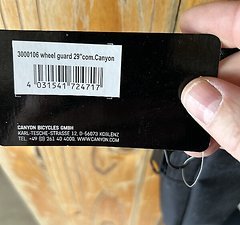 3000106 wheel guard 29"com.Canyon
4 031541 724717
CANYON BICYCLES GMBH
KARL-TESCHE-STRASSE 12, D-56073 KOBLENZ
TEL. +49 (0) 261 40 4000, WWW.CANYON.COM